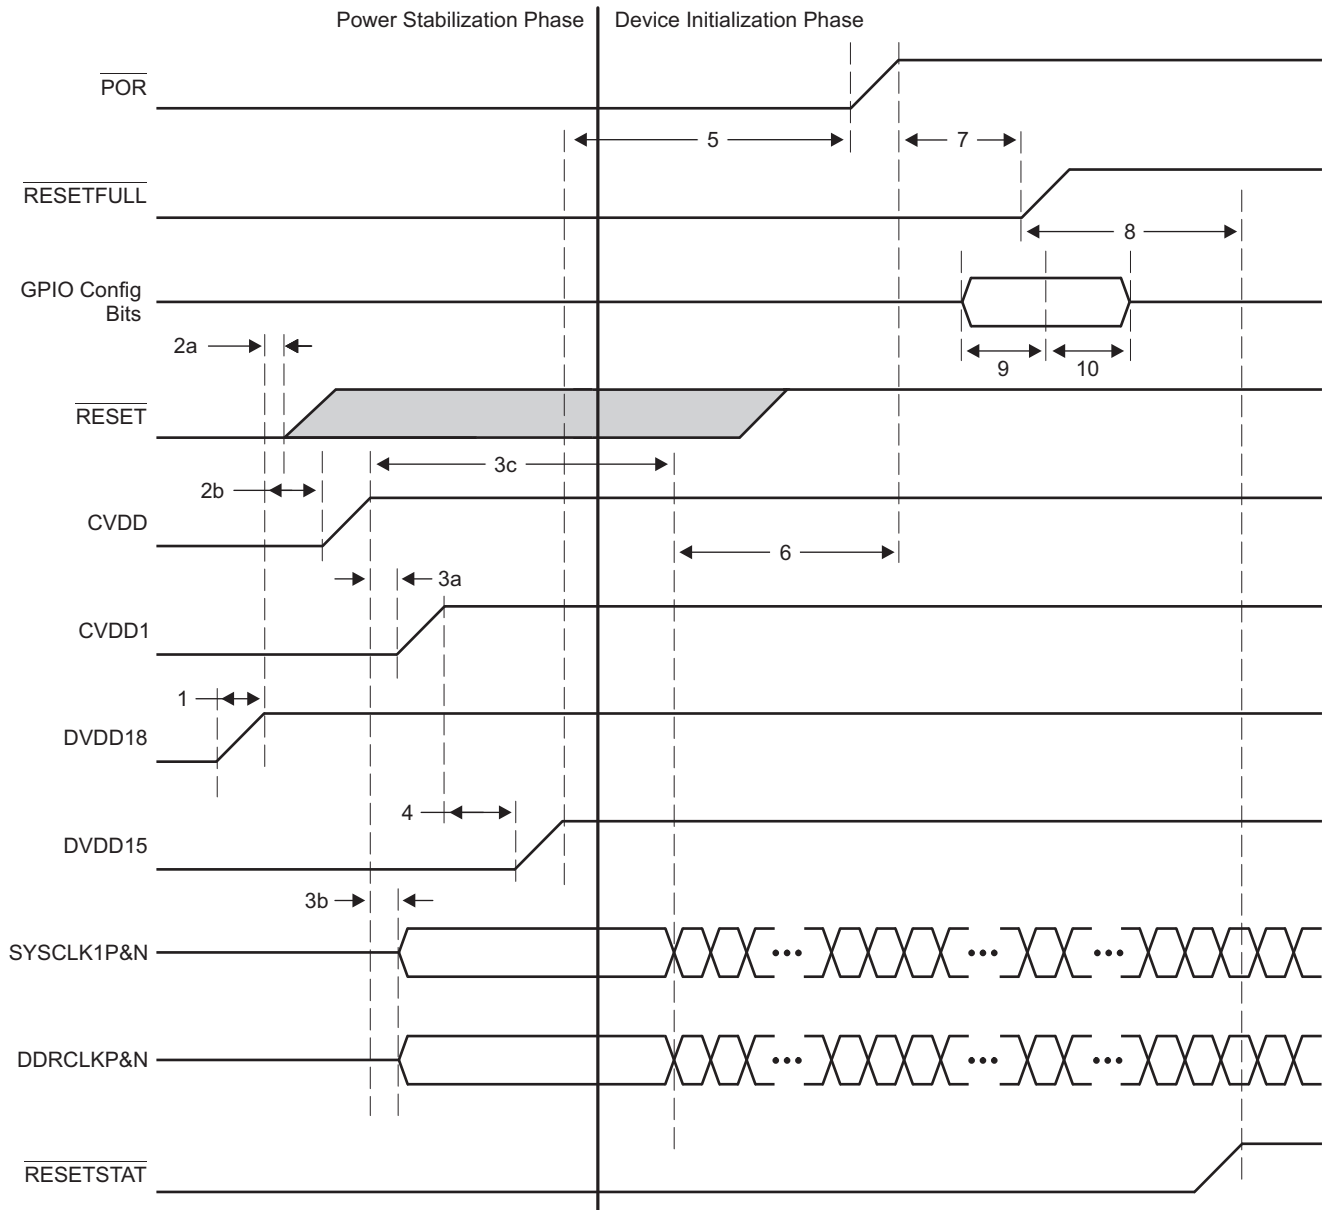 Power Stabilization Phase
Device Initialization Phase
POR
5
7
RESETFULL
8
GPIO Config
Bits
2a
9
10
RESET
3c
2b
CVDD
6
3a
CVDD1
1
DVDD18
4
DVDD15
3b
SYSCLK1P&N
DDRCLKP&N
RESETSTAT